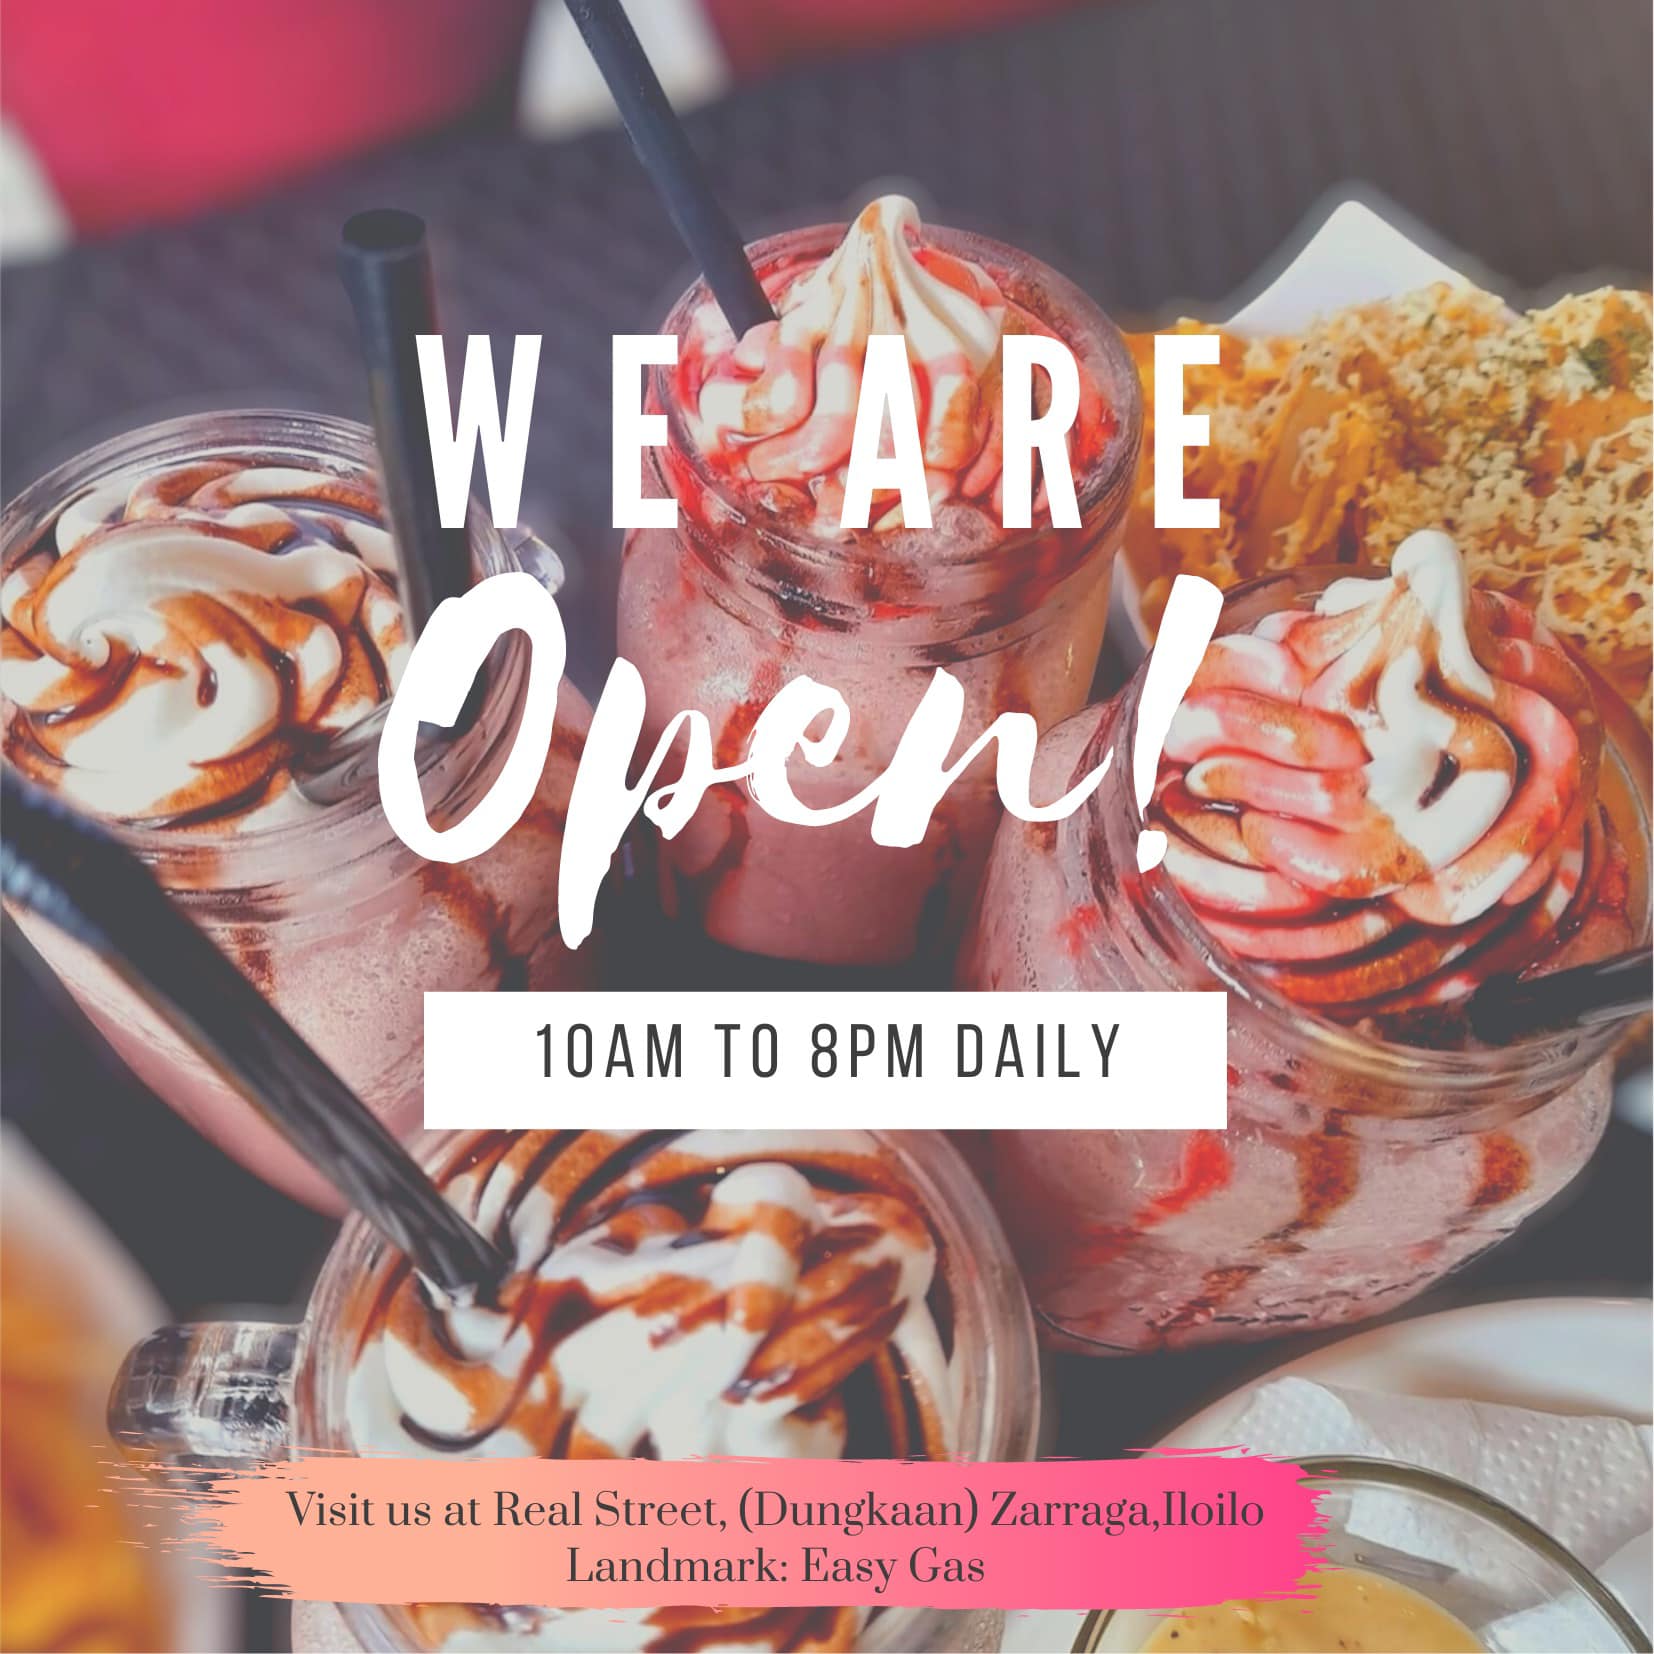 WE ARE
Open!
10AM TO 8PM DAILY
Visit us at Real Street, (Dungkaan) Zarraga,Iloilo
Landmark: Easy Gas